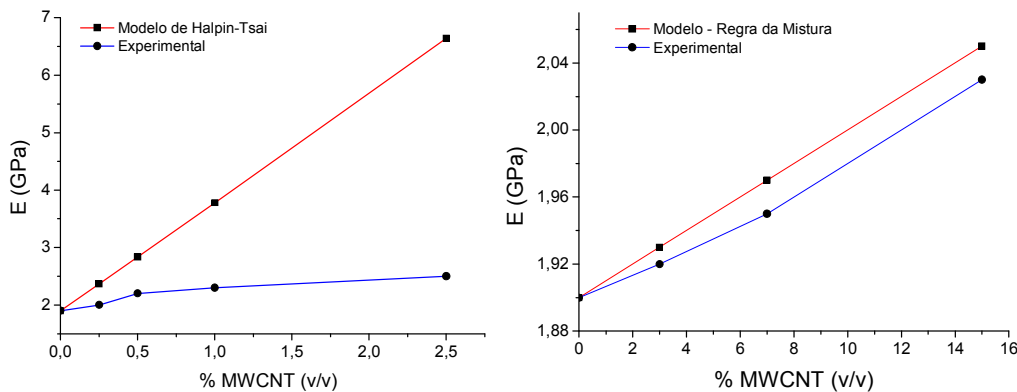 Modelo de Halpin-Tsai
Experimental
E (GPa)
7
6
5
4
3
2
0,0 0,5 1,0 1,5 2,0 2,5
% MWCNT (v/v)
Modelo - Regra da Mistura
Experimental
E (GPa)
2,04
2,00
1,96
1,92
1,88
0 2 4 6 8 10 12 14 16
% MWCNT (v/v)